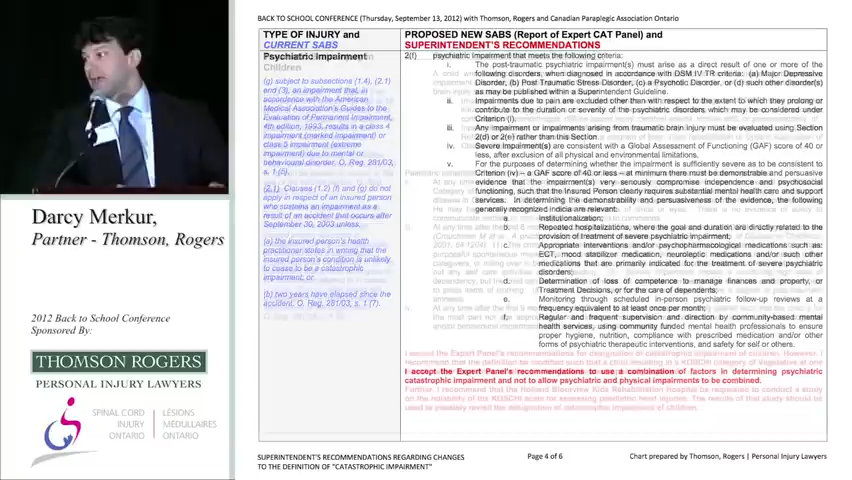 BACK TO SCHOOL CONFERENCE (Thursday, September 13, 2012) with Thomson, Rogers and Canadian Paraplegic Association Ontario
TYPE OF INJURY and
CURRENT SABS
PROPOSED NEW SABS (Report of Expert CAT Panel) and
SUPERINTENDENT'S RECOMMENDATIONS
Psychiatric Impairment
Children
(g) subject to subsections (1.4), (2.1)
and (3), an impairment that, in
accordance with the American
Medical Association's Guides to the
Evaluation of Permanent Impairment,
4th edition, 1993, results in a class 4
impairment (marked impairment) or
class 5 impairment (extreme
impairment) due to mental or
behavioural disorder. O. Reg. 281/03,
s. 1 (5).
(2.1) Clauses (1.2) (f) and (g) do not
apply in respect of an insured person
who sustains an impairment as a
result of an accident that occurs after
September 30, 2003 unless,
(a) the insured person's health
practitioner states in writing that the
insured person's condition is unlikely
to cease to be a catastrophic
impairment; or
(b) two years have elapsed since the
accident. O. Reg. 281/03, s. 1 (7).
2(f) psychiatric impairment that meets the following criteria:
i. The post-traumatic psychiatric impairment(s) must arise as a direct result of one or more of the
following disorders, when diagnosed in accordance with DSM IV TR criteria: (a) Major Depressive
Disorder, (b) Post Traumatic Stress Disorder, (c) a Psychotic Disorder, or (d) such other disorder(s)
as may be published within a Superintendent Guideline.
ii. Impairments due to pain are excluded other than with respect to the extent to which they prolong or
contribute to the duration or severity of the psychiatric disorders, which may be considered under
Criterion (i).
iii. Any impairment or impairments arising from traumatic brain injury must be evaluated using Section
2(d) or 2(e) rather than this Section.
iv. Severe Impairment(s) are consistent with a Global Assessment of Functioning (GAF) score of 40 or
less, after exclusion of all physical and environmental limitations.
v. For the purposes of determining whether the impairment is sufficiently severe as to be consistent to
Criterion (iv) – a GAF score of 40 or less – at minimum there must be demonstrable and persuasive
evidence that the impairment(s) very seriously compromise independence and psychosocial
functioning, such that the Insured Person clearly requires substantial mental health care and support
services. In determining the demonstrability and persuasiveness of the evidence, the following
generally recognized indicia are relevant:
Institutionalization;
b. Repeated hospitalizations, where the goal and duration are directly related to the
provision of treatment of severe psychiatric impairment;
c. Appropriate interventions and/or psychopharmacological medications such as:
ECT, mood stabilizer medication, neuroleptic medications and/or such other
medications that are primarily indicated for the treatment of severe psychiatric
disorders;
d. Determination of loss of competence to manage finances and property, or
Treatment Decisions, or for the care of dependents;
e. Monitoring through scheduled in-person psychiatric follow-up reviews at a
frequency equivalent to at least once per month;
f. Regular and frequent supervision and direction by community-based mental
health services, using community funded mental health professionals to ensure
proper hygiene, nutrition, compliance with prescribed medication and/or other
forms of psychiatric therapeutic interventions, and safety for self or others.
I accept the Expert Panel's recommendations to use a combination of factors in determining psychiatric
catastrophic impairment and not to allow psychiatric and physical impairments to be combined.
SUPERINTENDENT'S RECOMMENDATIONS REGARDING CHANGES
TO THE DEFINITION OF "CATASTROPHIC IMPAIRMENT"
Page 4 of 6
Chart prepared by Thomson, Rogers | Personal Injury Lawyers
Darcy Merkur,
Partner - Thomson, Rogers
2012 Back to School Conference
Sponsored By:
THOMSON ROGERS
PERSONAL INJURY LAWYERS
SPINAL CORD
INJURY
ONTARIO
LÉSIONS
MÉDULLAIRES
ONTARIO